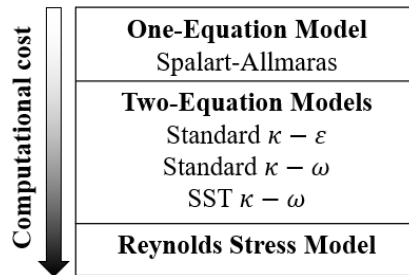 Computational cost
One-Equation Model
Spalart-Allmaras
Two-Equation Models
Standard κ − ε
Standard κ − ω
SST κ − ω
Reynolds Stress Model